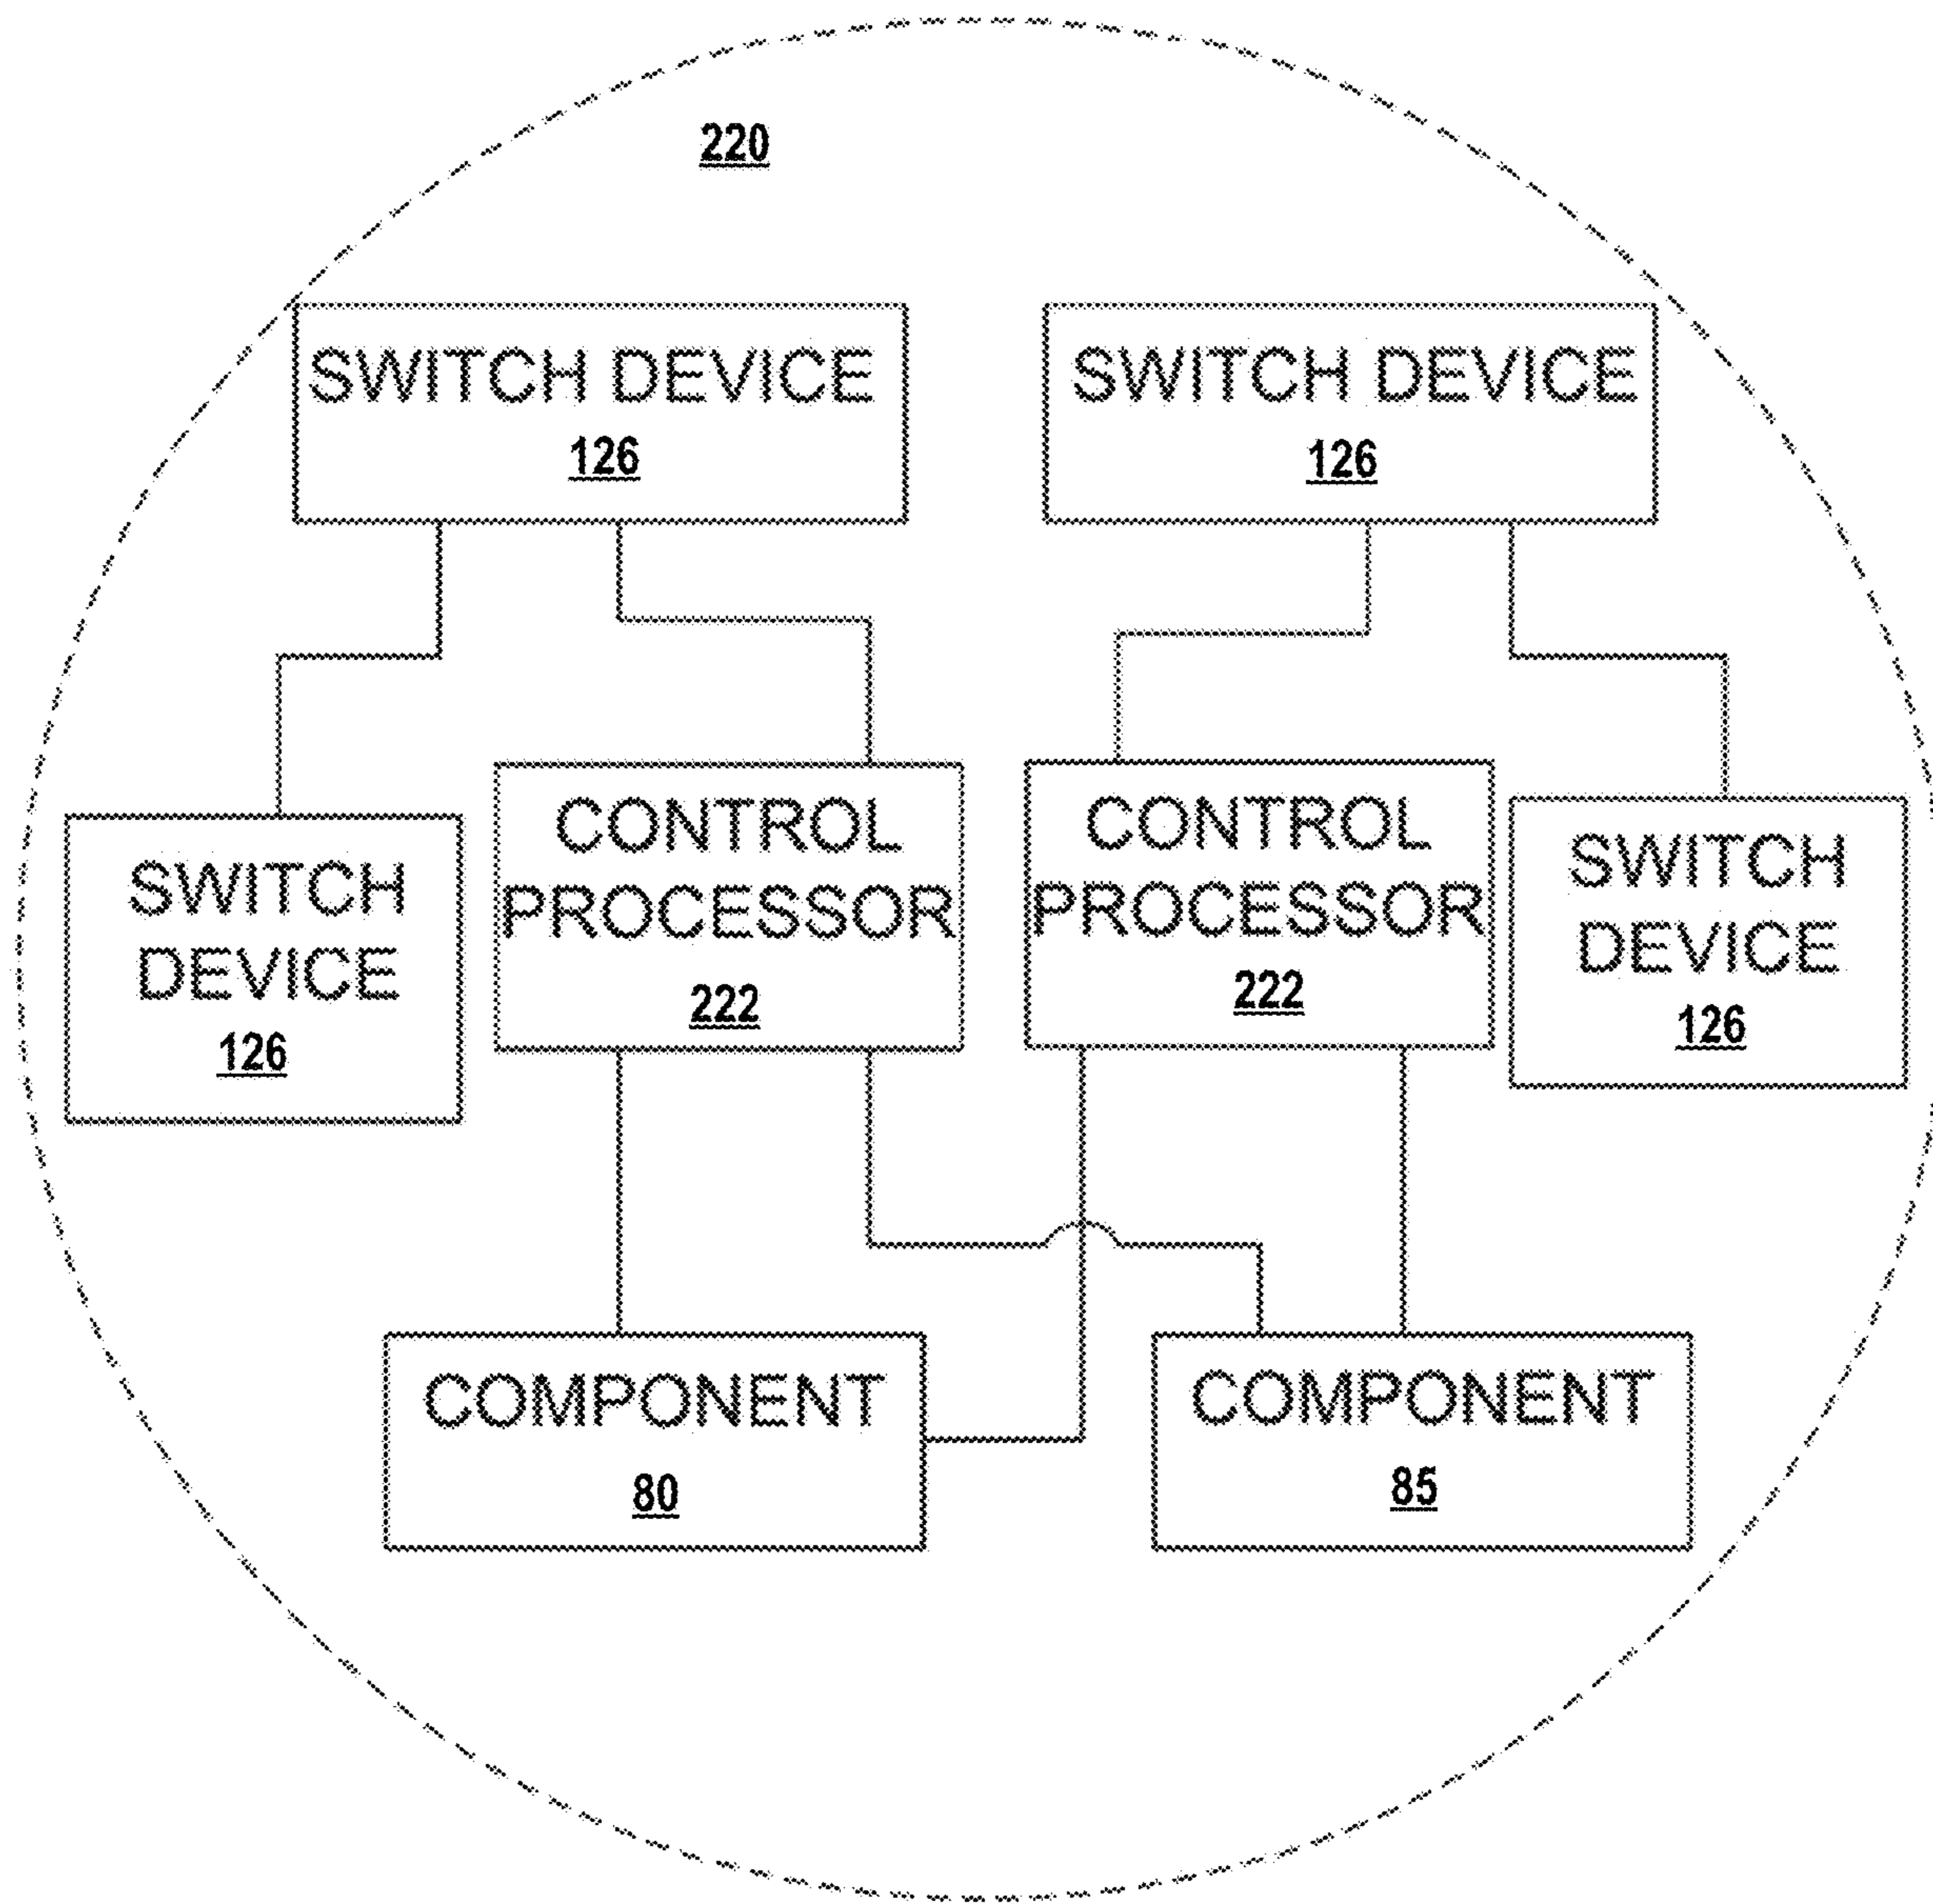 220
SWITCH DEVICE
126
SWITCH DEVICE
126
SWITCH
DEVICE
126
CONTROL
PROCESSOR
222
CONTROL
PROCESSOR
222
SWITCH
DEVICE
126
COMPONENT
80
COMPONENT
85